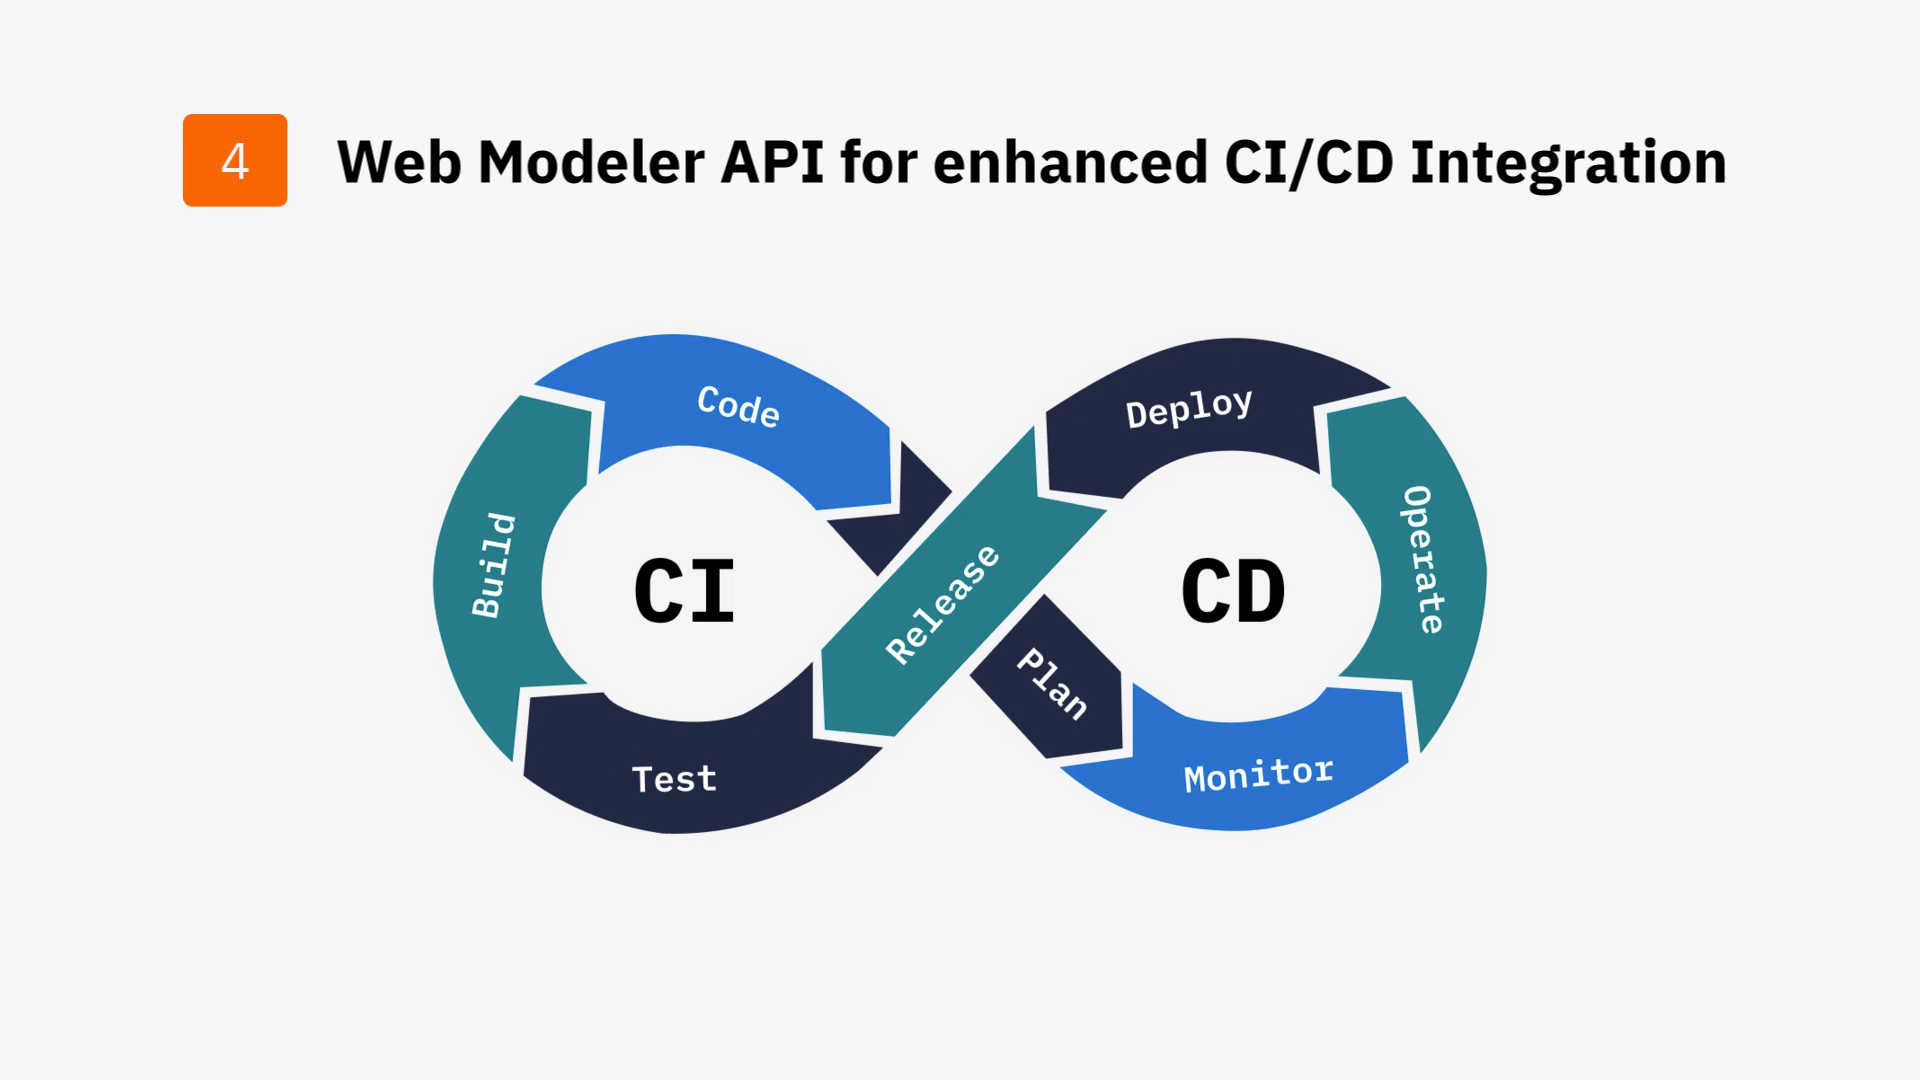 4
Web Modeler API for enhanced CI/CD Integration
Code
Deploy
Build
CI
Release
CD
Operate
Plan
Test
Monitor